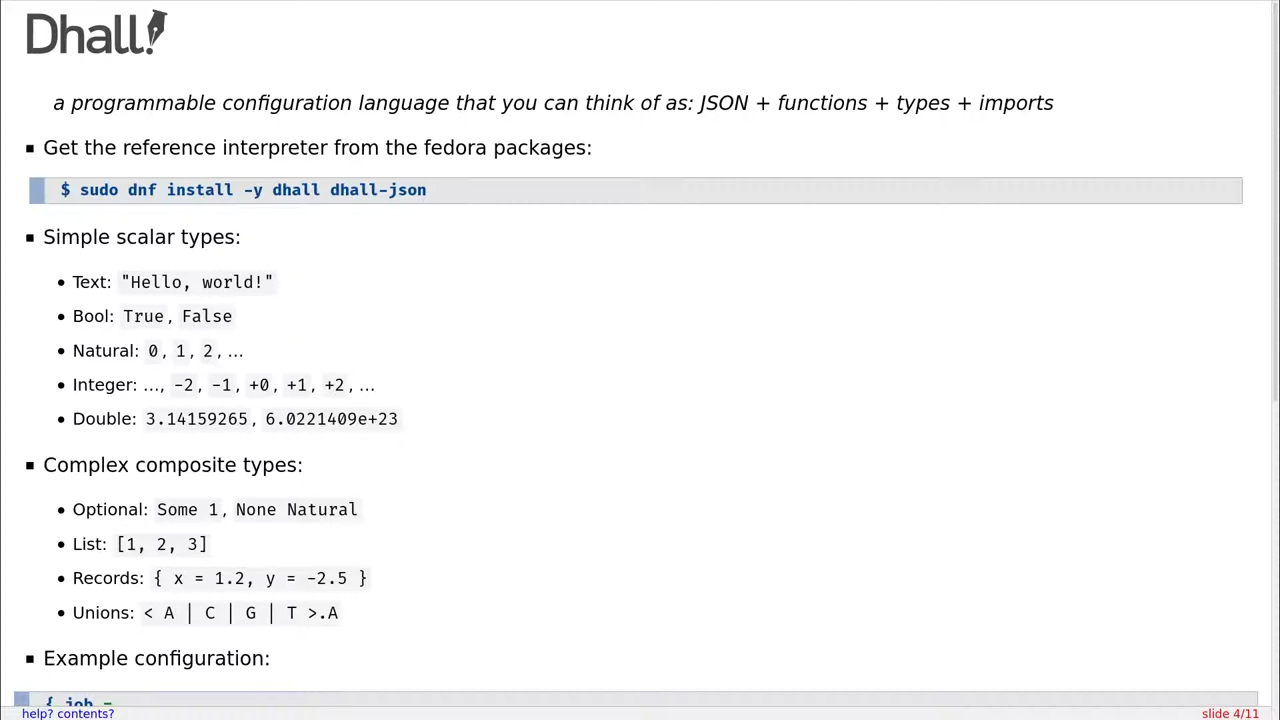 Dhall!
a programmable configuration language that you can think of as: JSON + functions + types + imports
Get the reference interpreter from the fedora packages:
$ sudo dnf install -y dhall dhall-json
Simple scalar types:
Text: "Hello, world!"
Bool: True, False
Natural: 0, 1, 2, ...
Integer: ..., -2, -1, +0, +1, +2, ...
Double: 3.14159265, 6.0221409e+23
Complex composite types:
Optional: Some 1, None Natural
List: [1, 2, 3]
Records: { x = 1.2, y = -2.5 }
Unions: < A | C | G | T >.A
Example configuration:
{ job =
help? contents?
slide 4/11